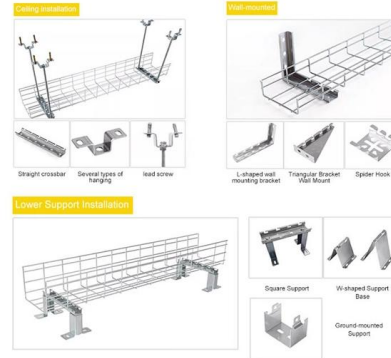 Ceiling Installation
Wall-mounted
Straight crossbar
Several types of
hanging
lead screw
L-shaped wall
mounting bracket
Triangular Bracket
Wall Mount
Spider Hook
Lower Support Installation
Square Support
W-shaped Support
Base
Ground-mounted
Support